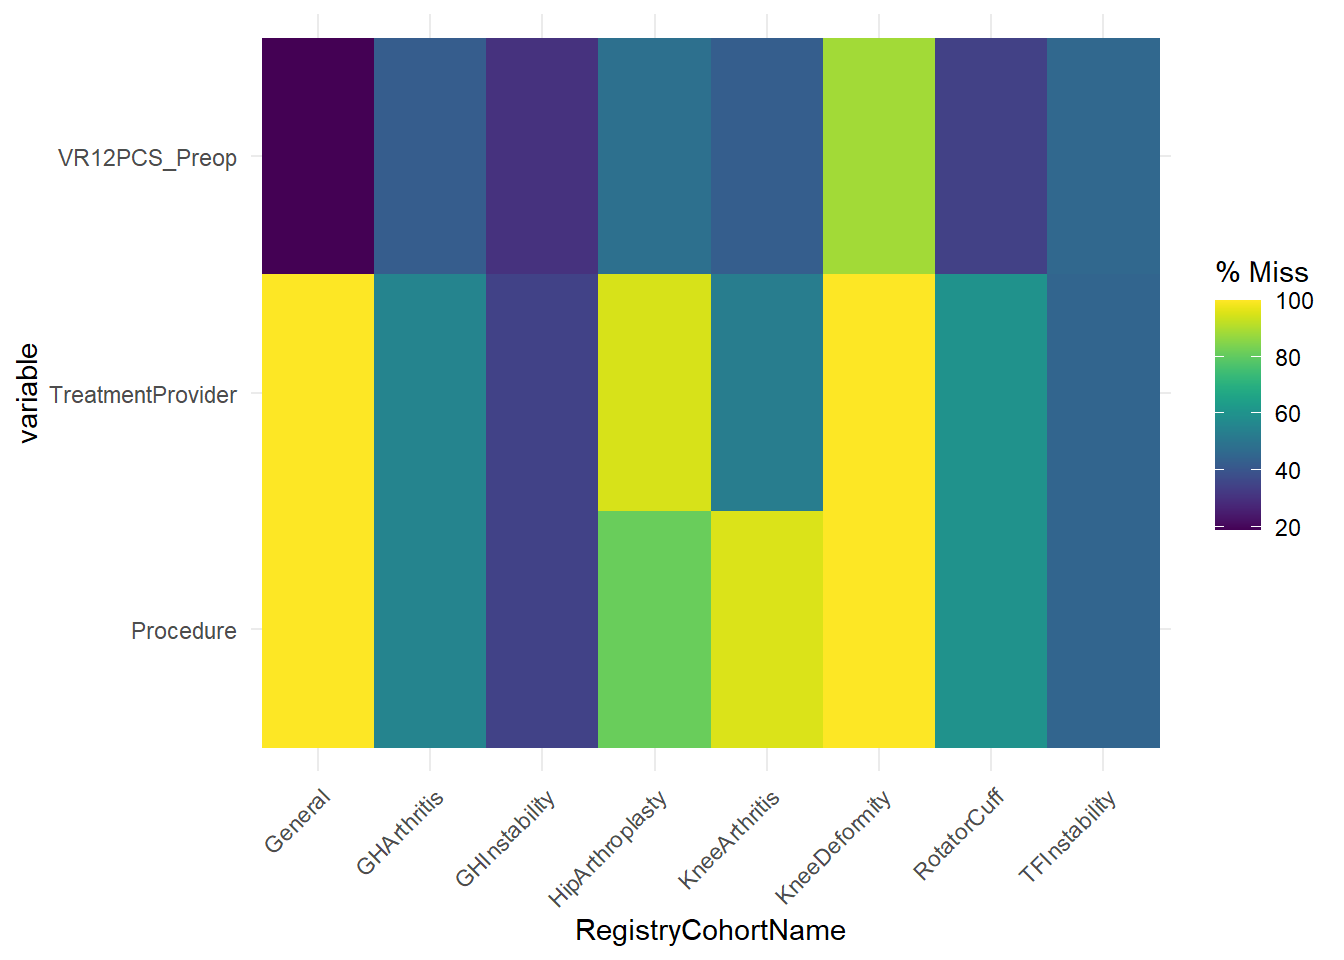 VR12PCS_Preop
TreatmentProvider
Procedure
variable
General
GHArthritis
GHInstability
HipArthroplasty
KneeArthritis
KneeDeformity
RotatorCuff
TFInstability
RegistryCohortName
% Miss
100
80
60
40
20